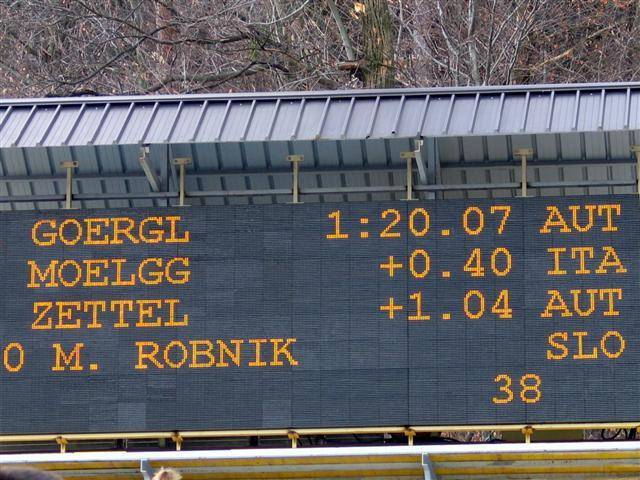 GOERGL 1:20.07 AUT
MOELGG +0.40 ITA
ZETTEL +1.04 AUT
0 M. ROBNIK SLO
38